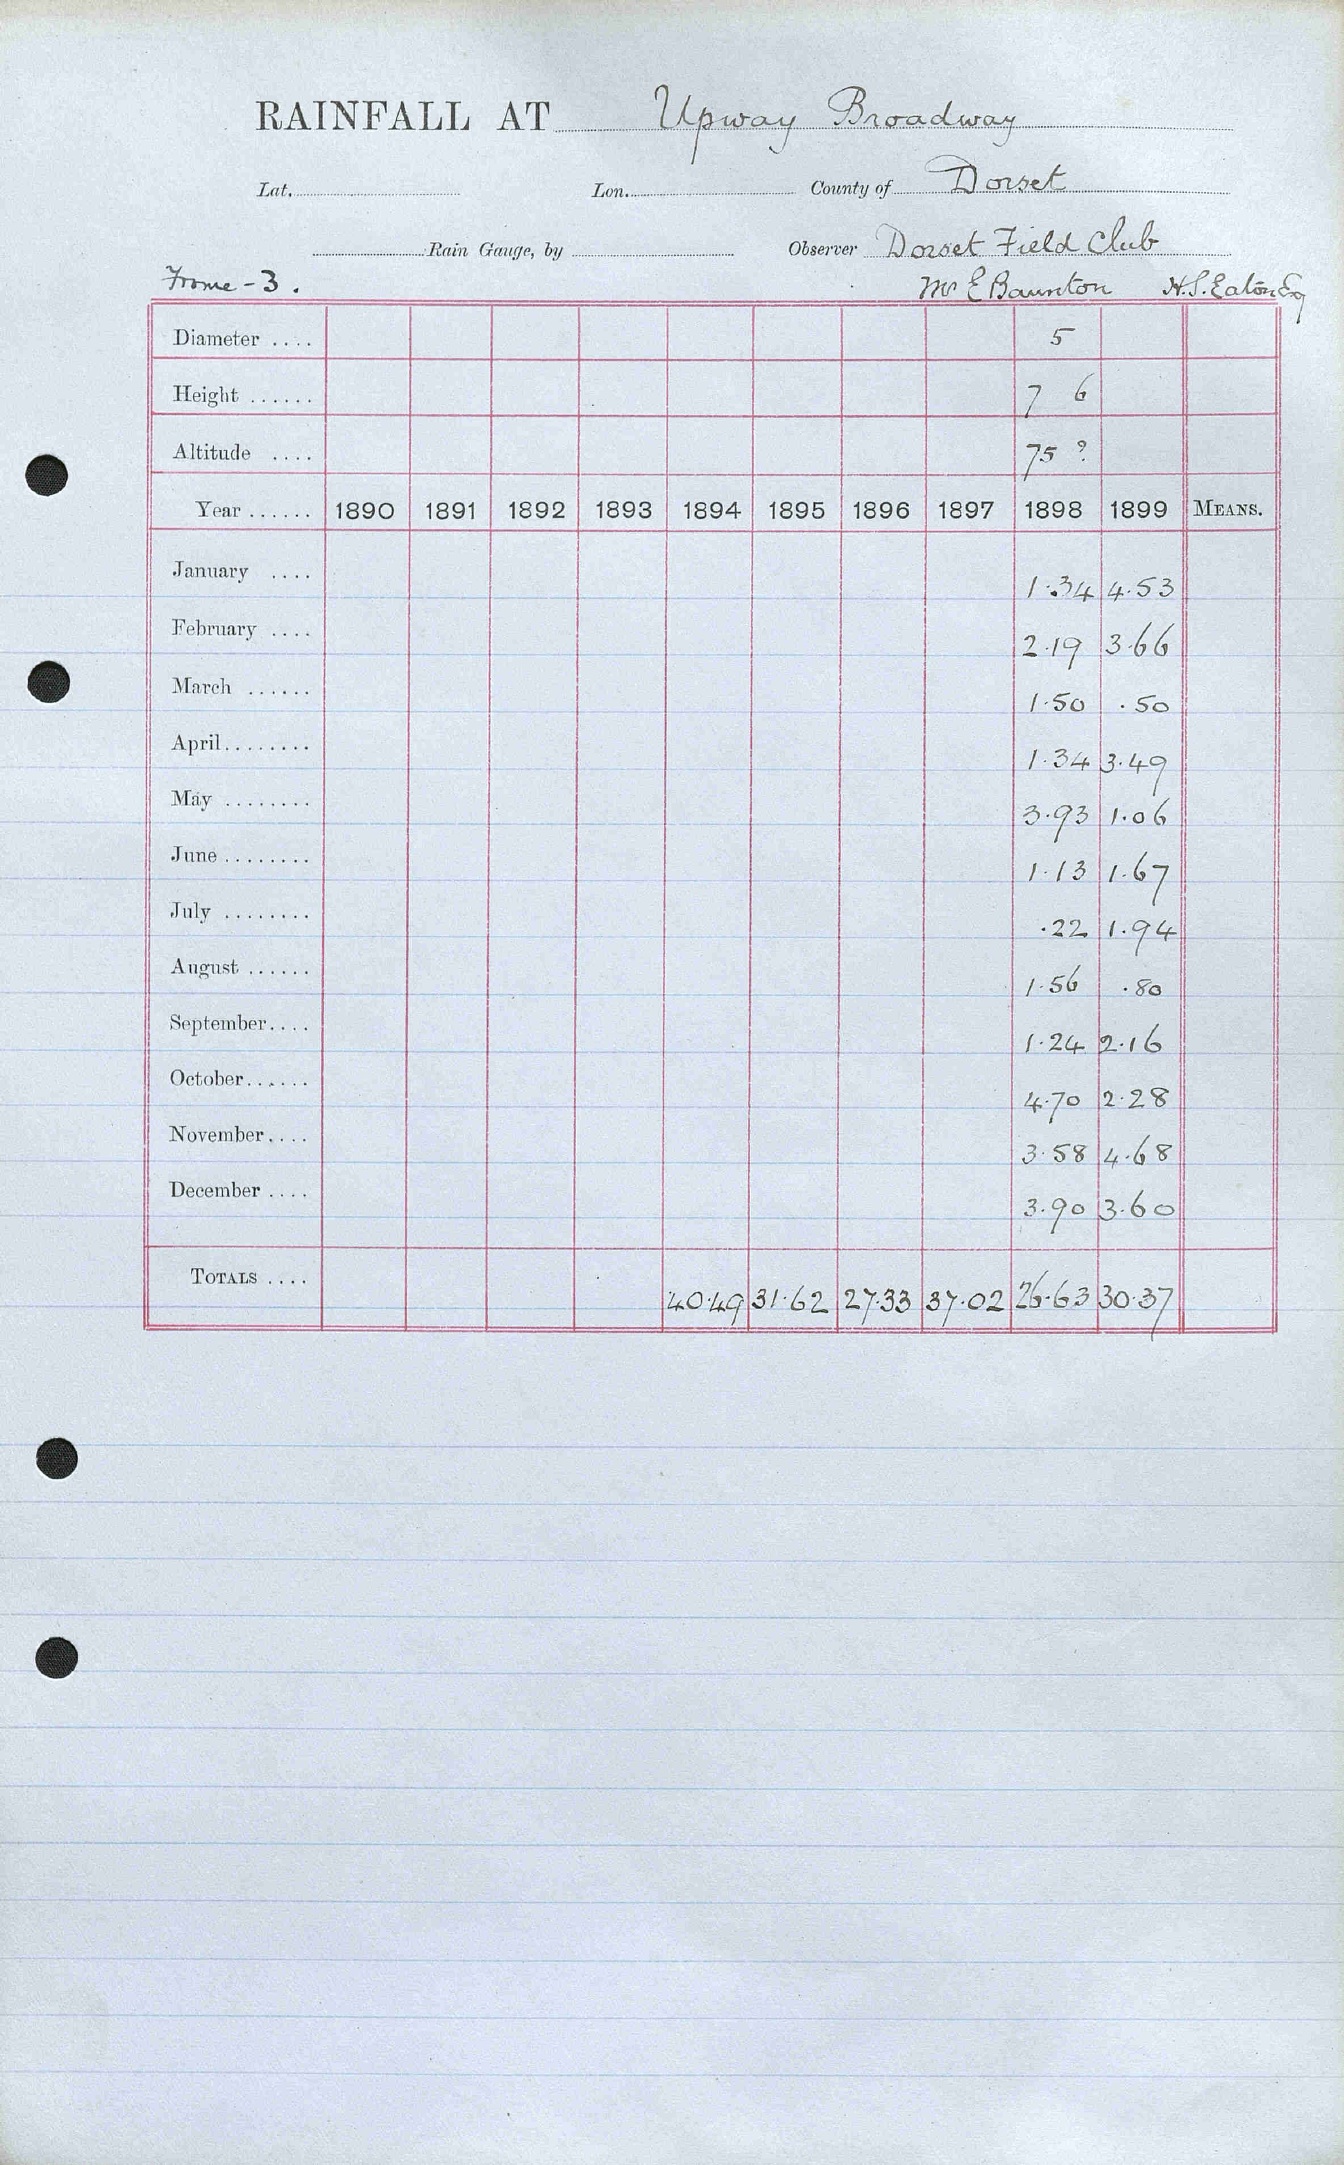 RAINFALL AT Upway Broadway
Lat. Lon. County of Dorset
Rain Gauge, by Observer Dorset Field Club
Frome - 3. Mr E Baunton H.S. Eaton Esq
Diameter .... 5
Height ...... 7 6
Altitude .... 75 ?
Year ...... 1890 1891 1892 1893 1894 1895 1896 1897 1898 1899 MEANS.
January .... 1.34 4.53
February .... 2.19 3.66
March ...... 1.50 .50
April........ 1.34 3.49
May ........ 3.93 1.06
June ........ 1.13 1.67
July ........ .22 1.94
August ...... 1.56 .80
September.... 1.24 2.16
October...... 4.70 2.28
November.... 3.58 4.68
December .... 3.90 3.60
TOTALS .... 40.49 31.62 27.33 37.02 26.63 30.37